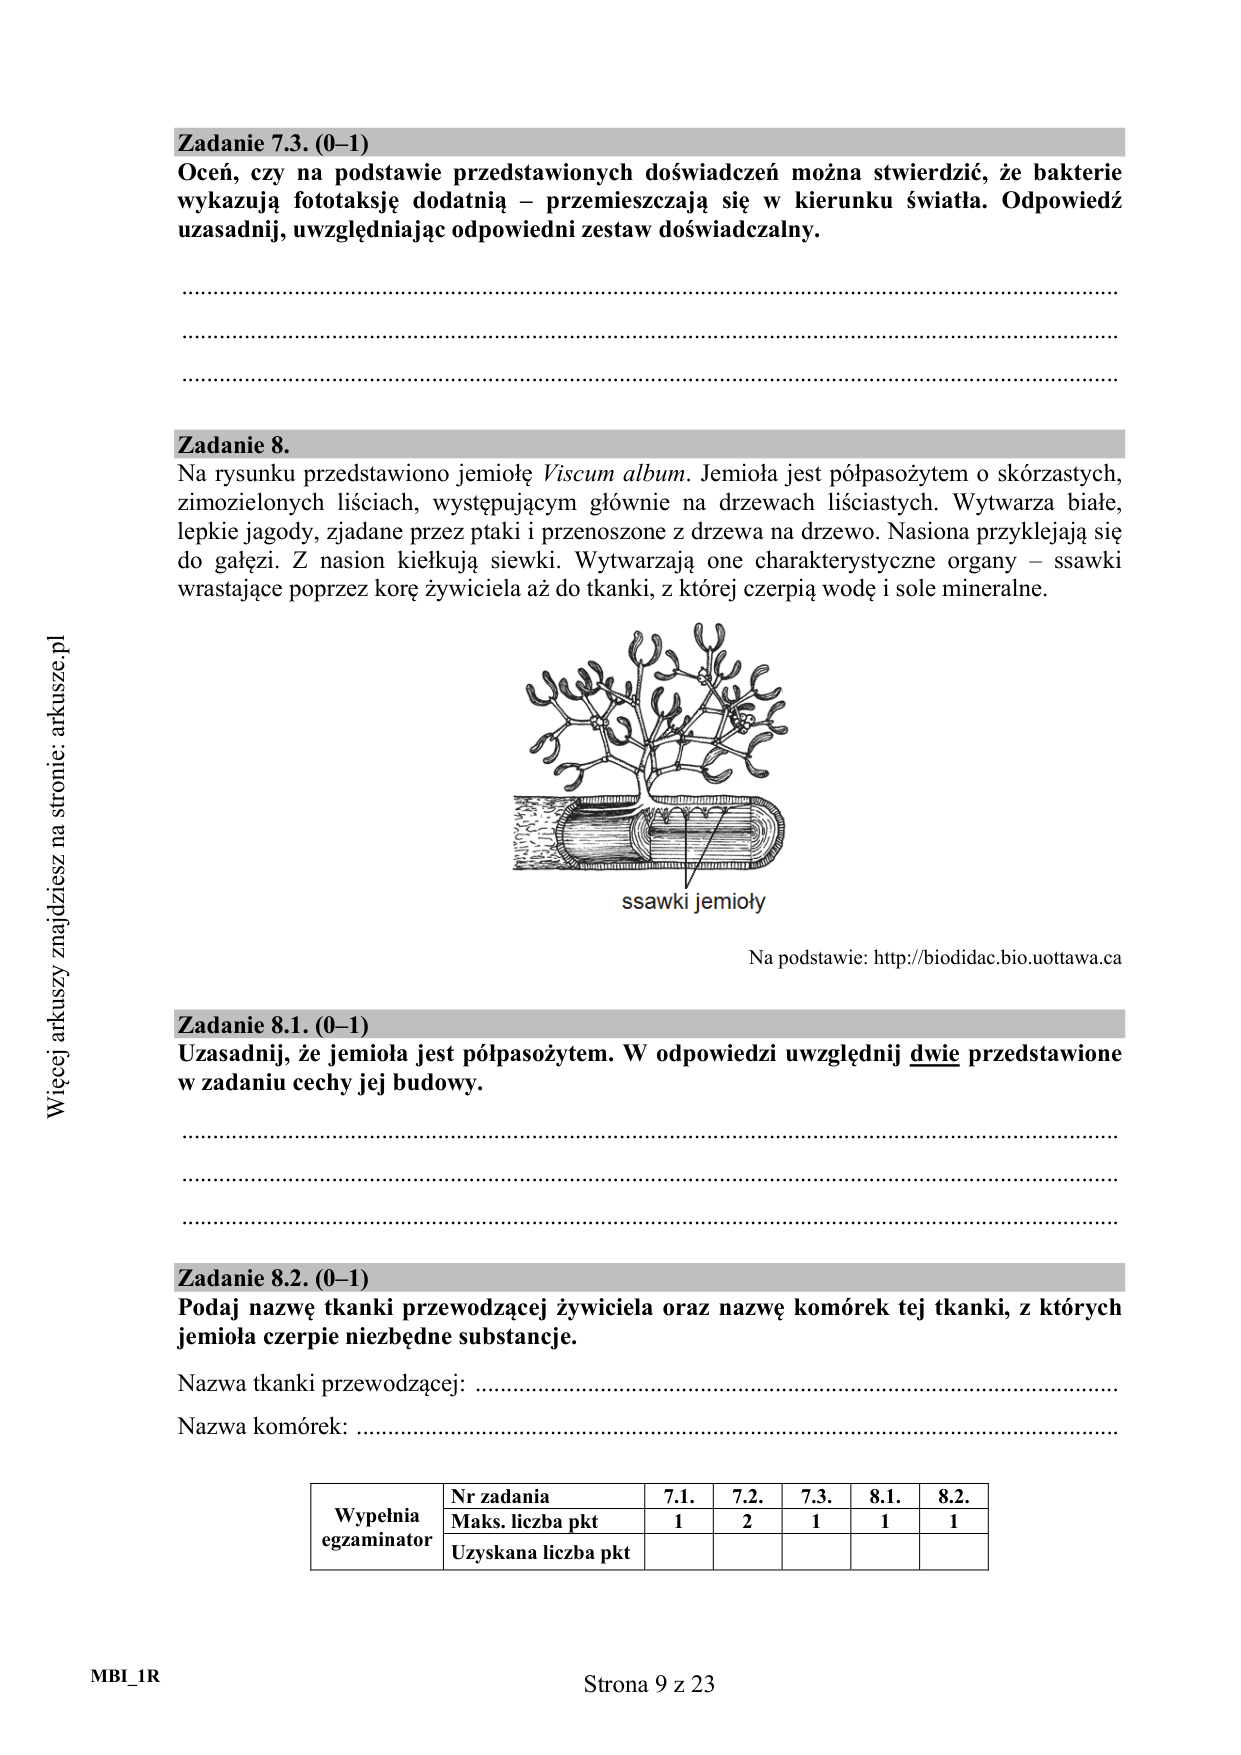 Zadanie 7.3. (0–1)
Oceń, czy na podstawie przedstawionych doświadczeń można stwierdzić, że bakterie
wykazują fototaksję dodatnią – przemieszczają się w kierunku światła. Odpowiedź
uzasadnij, uwzględniając odpowiedni zestaw doświadczalny.
Zadanie 8.
Na rysunku przedstawiono jemiołę Viscum album. Jemioła jest półpasożytem o skórzastych,
zimozielonych liściach, występującym głównie na drzewach liściastych. Wytwarza białe,
lepkie jagody, zjadane przez ptaki i przenoszone z drzewa na drzewo. Nasiona przyklejają się
do gałęzi. Z nasion kiełkują siewki. Wytwarzają one charakterystyczne organy – ssawki
wrastające poprzez korę żywiciela aż do tkanki, z której czerpią wodę i sole mineralne.
ssawki jemioły
Na podstawie: http://biodidac.bio.uottawa.ca
Zadanie 8.1. (0–1)
Uzasadnij, że jemioła jest półpasożytem. W odpowiedzi uwzględnij dwie przedstawione
w zadaniu cechy jej budowy.
Zadanie 8.2. (0–1)
Podaj nazwę tkanki przewodzącej żywiciela oraz nazwę komórek tej tkanki, z których
jemioła czerpie niezbędne substancje.
Nazwa tkanki przewodzącej:
Nazwa komórek:
Wypełnia egzaminator
Nr zadania 7.1. 7.2. 7.3. 8.1. 8.2.
Maks. liczba pkt 1 2 1 1 1
Uzyskana liczba pkt
MBI_1R
Strona 9 z 23
Więcej arkuszy znajdziesz na stronie: arkusze.pl